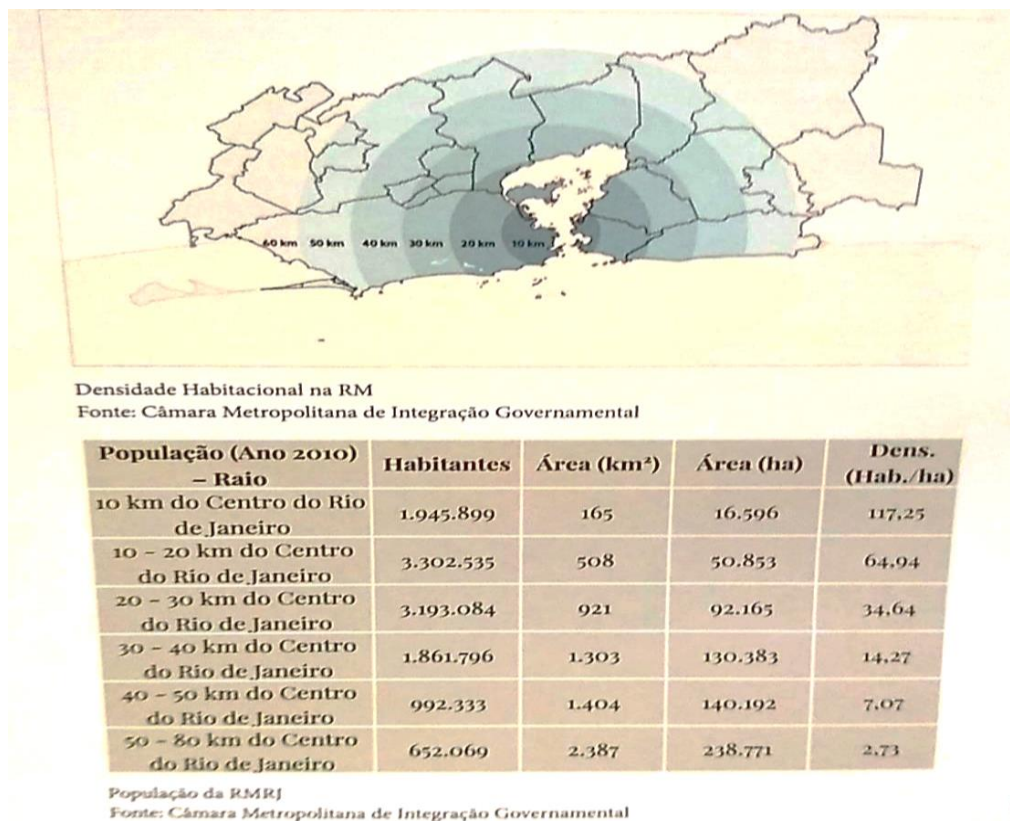 60 km 50 km 40 km 30 km 20 km 10 km
Densidade Habitacional na RM
Fonte: Câmara Metropolitana de Integração Governamental
População (Ano 2010)
– Raio
Habitantes
Área (km²)
Área (ha)
Dens.
(Hab./ha)
10 km do Centro do Rio
de Janeiro
1.945.899
165
16.596
117,25
10 – 20 km do Centro
do Rio de Janeiro
3.302.535
508
50.853
64,94
20 – 30 km do Centro
do Rio de Janeiro
3.193.084
921
92.165
34,64
30 – 40 km do Centro
do Rio de Janeiro
1.861.796
1.303
130.383
14,27
40 – 50 km do Centro
do Rio de Janeiro
992.333
1.404
140.192
7,07
50 – 80 km do Centro
do Rio de Janeiro
652.069
2.387
238.771
2,73
População da RMRJ
Fonte: Câmara Metropolitana de Integração Governamental